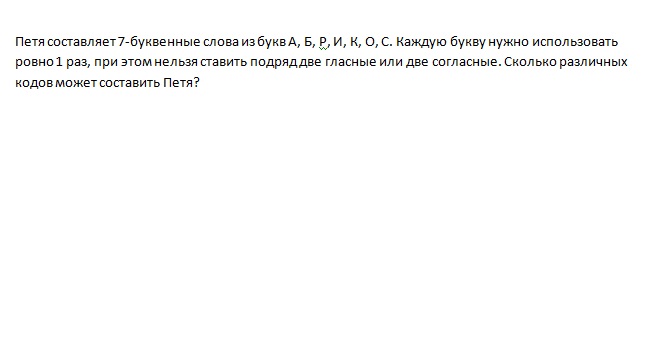 Петя составляет 7-буквенные слова из букв А, Б, Р, И, К, О, С. Каждую букву нужно использовать
ровно 1 раз, при этом нельзя ставить подряд две гласные или две согласные. Сколько различных
кодов может составить Петя?